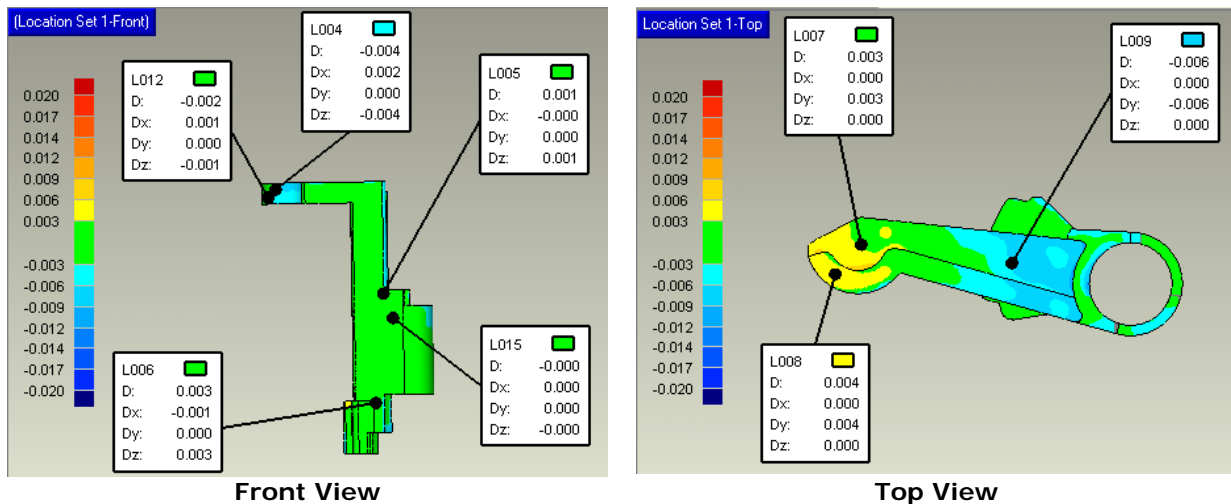 (Location Set 1-Front)
L004
D: -0.004
Dx: 0.002
Dy: 0.000
Dz: -0.004
L012
D: -0.002
Dx: 0.001
Dy: 0.000
Dz: -0.001
L005
D: 0.001
Dx: -0.000
Dy: 0.000
Dz: 0.001
0.020
0.017
0.014
0.012
0.009
0.006
0.003
-0.003
-0.006
-0.009
-0.012
-0.014
-0.017
-0.020
L006
D: 0.003
Dx: -0.001
Dy: 0.000
Dz: 0.003
L015
D: -0.000
Dx: 0.000
Dy: 0.000
Dz: -0.000
Front View
Location Set 1-Top
L007
D: 0.003
Dx: 0.000
Dy: 0.003
Dz: 0.000
L009
D: -0.006
Dx: 0.000
Dy: -0.006
Dz: 0.000
0.020
0.017
0.014
0.012
0.009
0.006
0.003
-0.003
-0.006
-0.009
-0.012
-0.014
-0.017
-0.020
L008
D: 0.004
Dx: 0.000
Dy: 0.004
Dz: 0.000
Top View